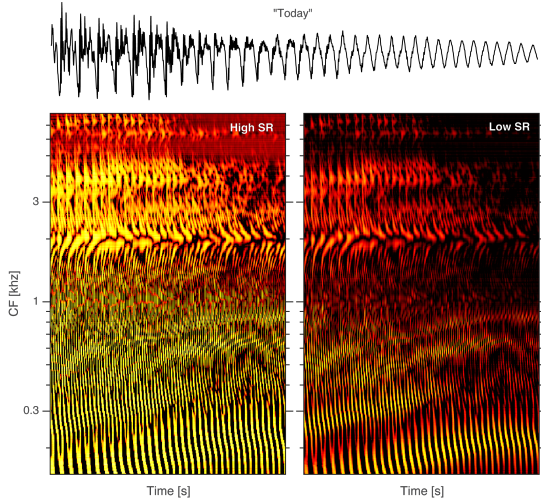 "Today"
High SR
Low SR
3
1
0.3
CF [khz]
Time [s]
Time [s]